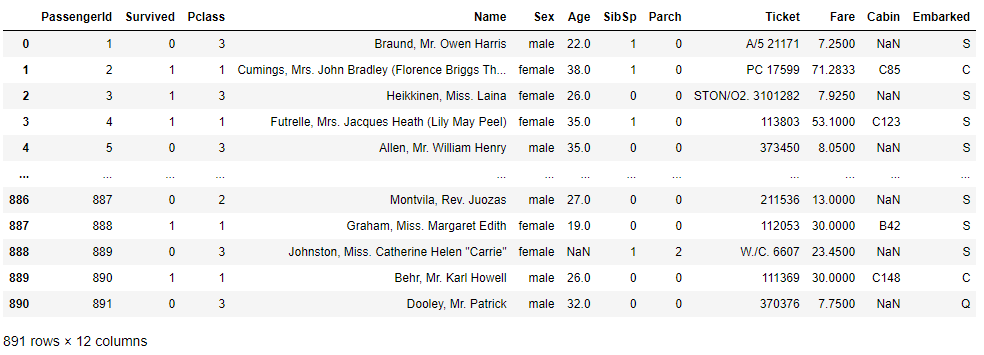 PassengerId Survived Pclass Name Sex Age SibSp Parch Ticket Fare Cabin Embarked
0 1 0 3 Braund, Mr. Owen Harris male 22.0 1 0 A/5 21171 7.2500 NaN S
1 2 1 1 Cumings, Mrs. John Bradley (Florence Briggs Th... female 38.0 1 0 PC 17599 71.2833 C85 C
2 3 1 3 Heikkinen, Miss. Laina female 26.0 0 0 STON/O2. 3101282 7.9250 NaN S
3 4 1 1 Futrelle, Mrs. Jacques Heath (Lily May Peel) female 35.0 1 0 113803 53.1000 C123 S
4 5 0 3 Allen, Mr. William Henry male 35.0 0 0 373450 8.0500 NaN S
... ... ... ... ... ... ... ... ... ... ... ... ...
886 887 0 2 Montvila, Rev. Juozas male 27.0 0 0 211536 13.0000 NaN S
887 888 1 1 Graham, Miss. Margaret Edith female 19.0 0 0 112053 30.0000 B42 S
888 889 0 3 Johnston, Miss. Catherine Helen "Carrie" female NaN 1 2 W./C. 6607 23.4500 NaN S
889 890 1 1 Behr, Mr. Karl Howell male 26.0 0 0 111369 30.0000 C148 C
890 891 0 3 Dooley, Mr. Patrick male 32.0 0 0 370376 7.7500 NaN Q
891 rows × 12 columns